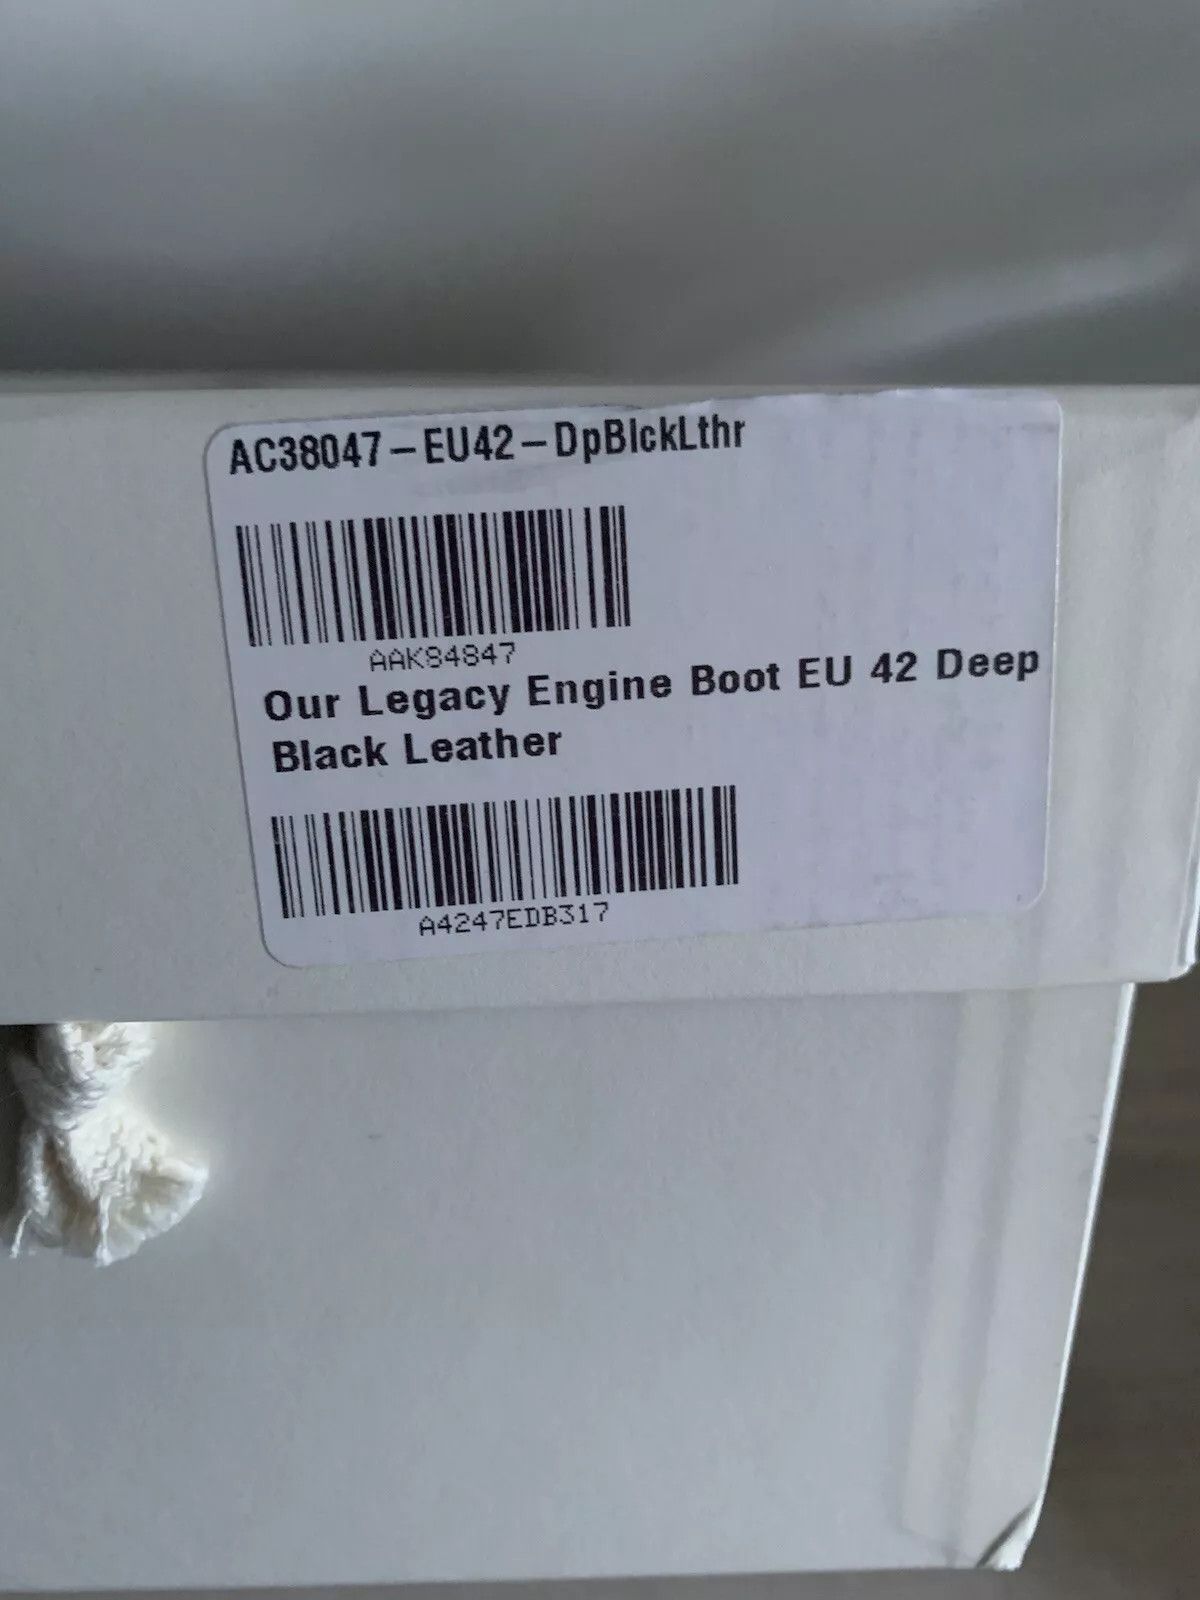 AC38047-EU42-DpBlckLthr
AAK84847
Our Legacy Engine Boot EU 42 Deep
Black Leather
A4247EDB317